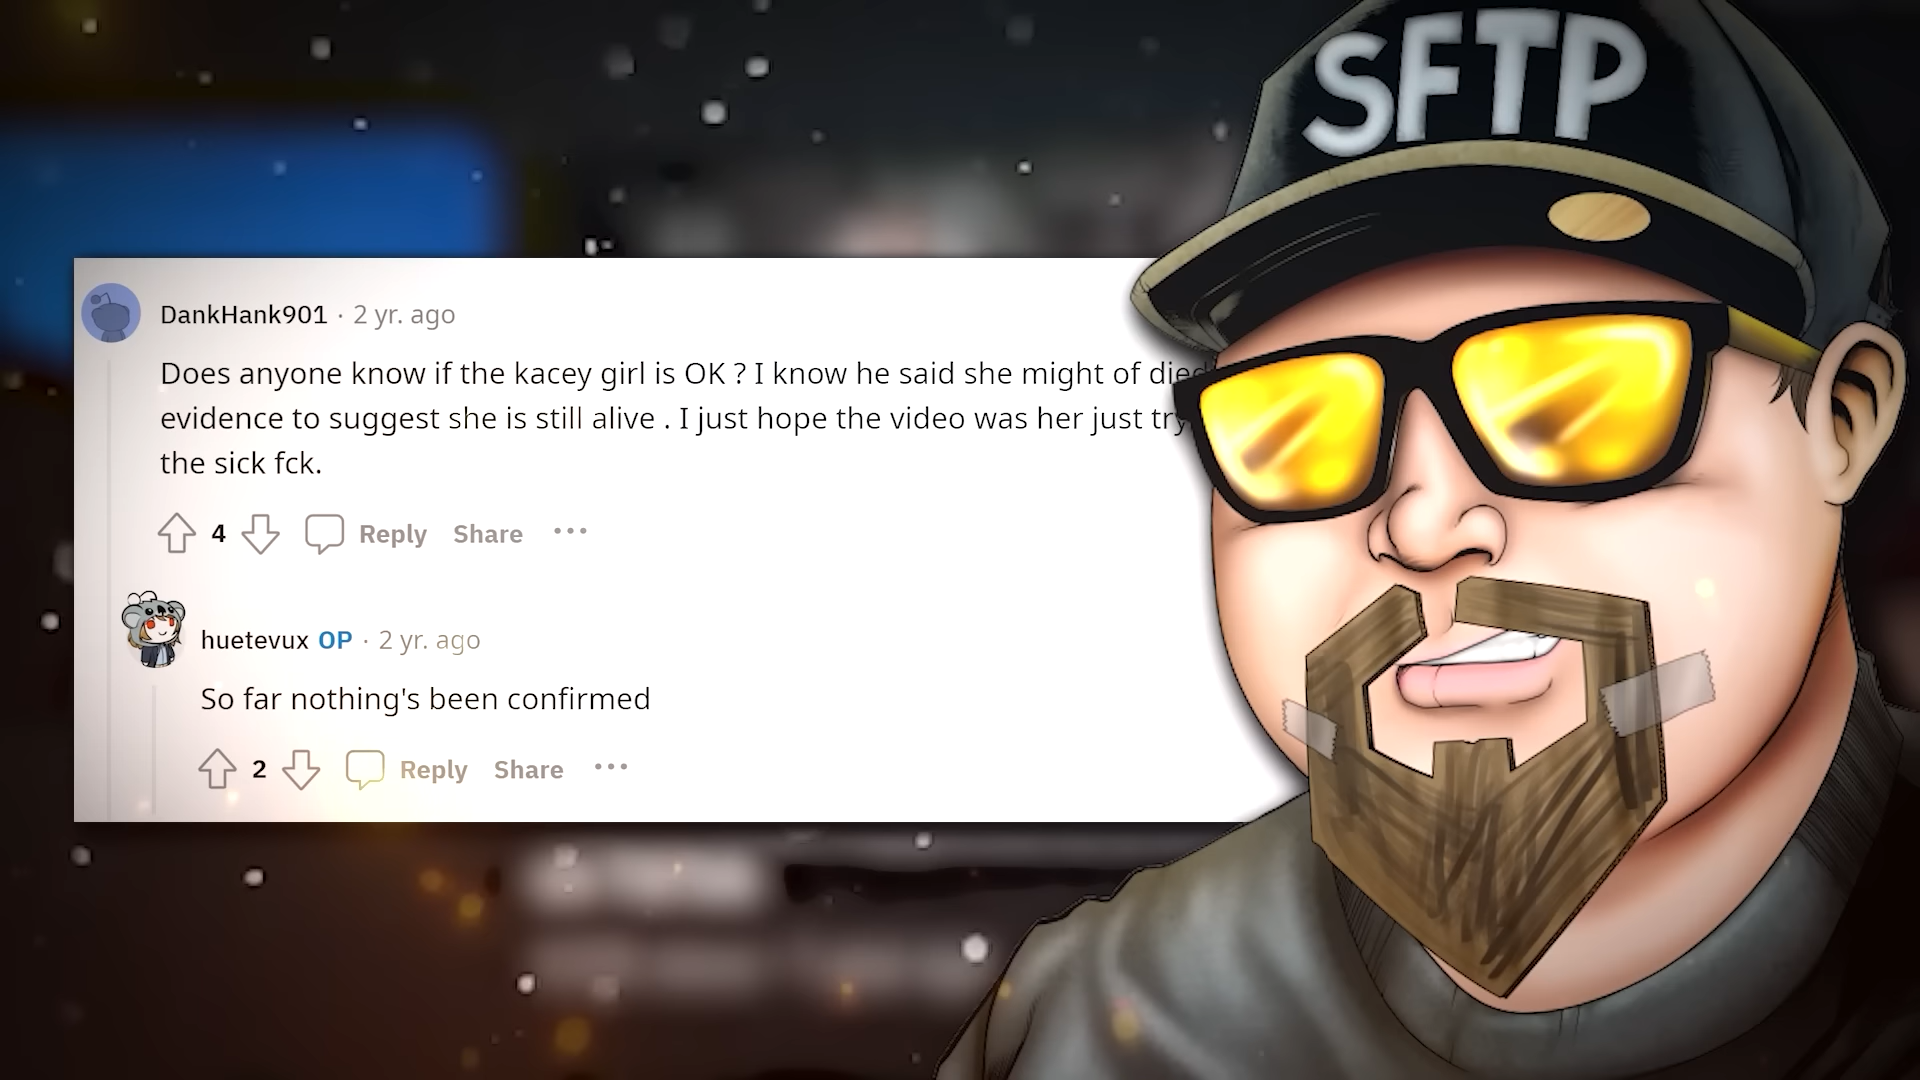 SFTP
DankHank901 · 2 yr. ago
Does anyone know if the kacey girl is OK ? I know he said she might of died
evidence to suggest she is still alive . I just hope the video was her just
the sick fck.
4 Reply Share ···
huetevux OP · 2 yr. ago
So far nothing's been confirmed
2 Reply Share ···